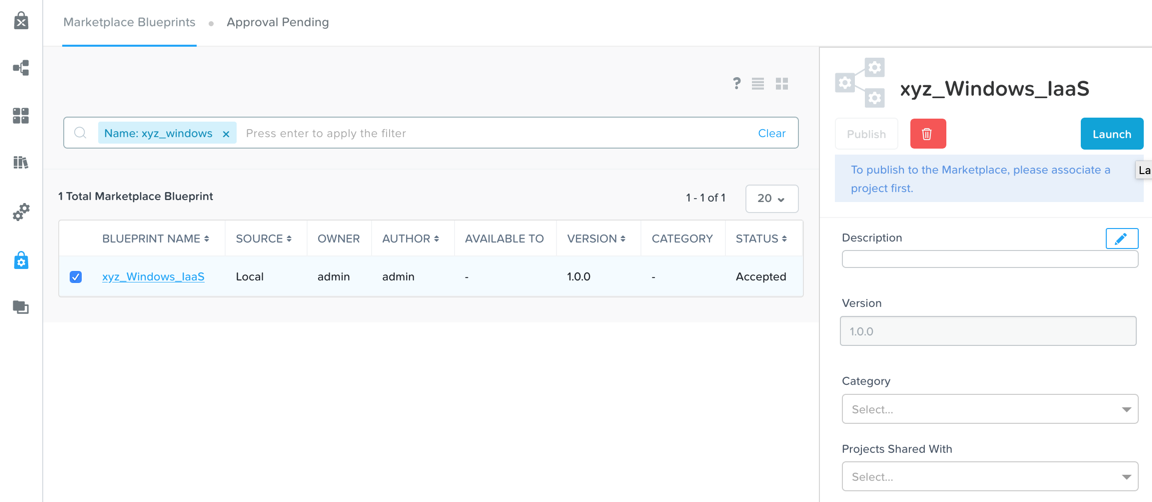 Marketplace Blueprints
Approval Pending
?
Name: xyz_windows x Press enter to apply the filter Clear
1 Total Marketplace Blueprint
1 - 1 of 1
20
BLUEPRINT NAME SOURCE OWNER AUTHOR AVAILABLE TO VERSION CATEGORY STATUS
xyz_Windows_IaaS Local admin admin - 1.0.0 - Accepted
xyz_Windows_IaaS
Publish
Launch
La
To publish to the Marketplace, please associate a
project first.
Description
Version
1.0.0
Category
Select...
Projects Shared With
Select...